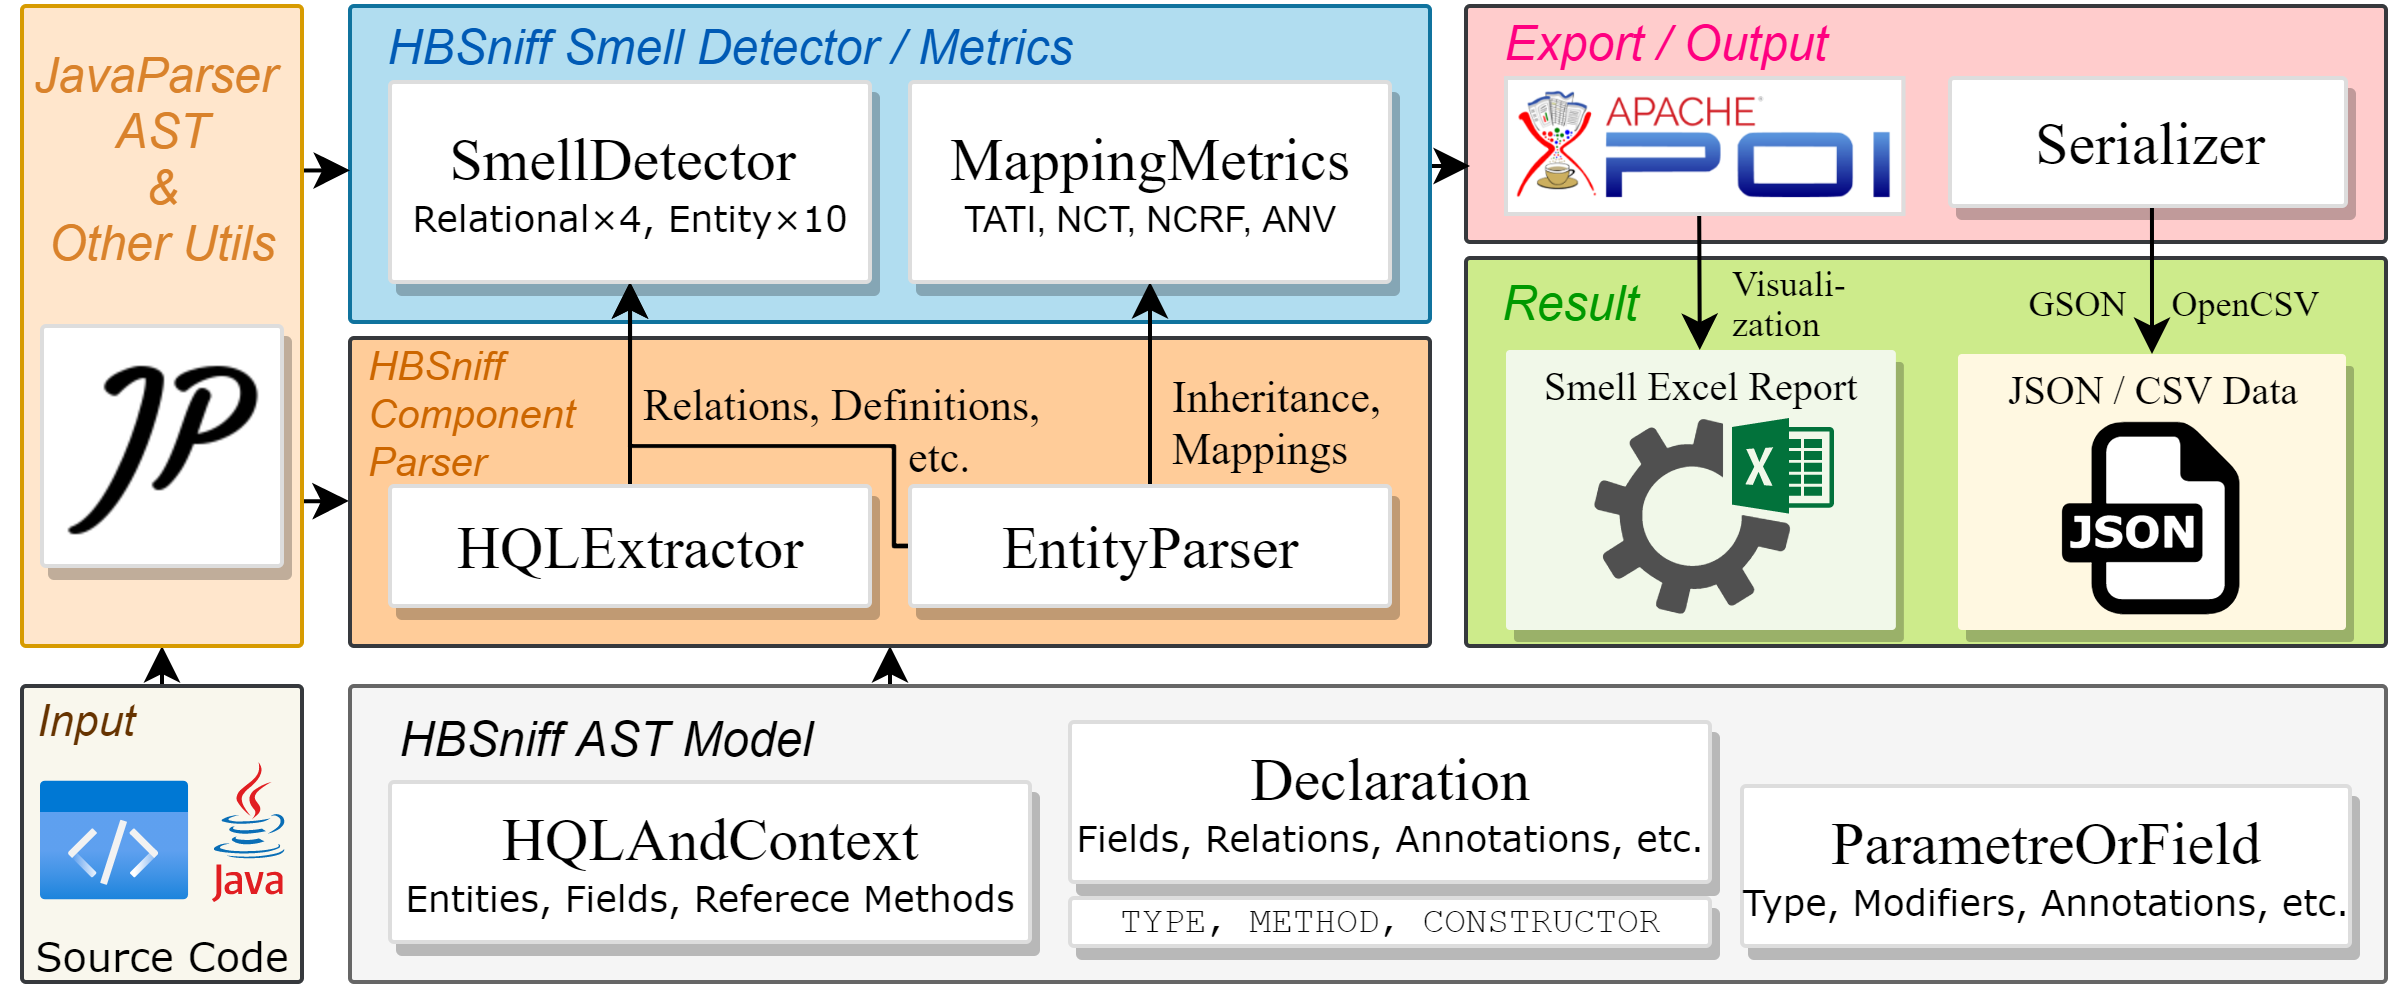 JavaParser
AST
&
Other Utils
JP
Input
Java
Source Code
HBSniff Smell Detector / Metrics
SmellDetector
Relational×4, Entity×10
MappingMetrics
TATI, NCT, NCRF, ANV
HBSniff
Component
Parser
Relations, Definitions,
etc.
Inheritance,
Mappings
HQLExtractor
EntityParser
Export / Output
APACHE
POI
Serializer
Result
Visuali-
zation
GSON
OpenCSV
Smell Excel Report
X
JSON / CSV Data
JSON
HBSniff AST Model
HQLAndContext
Entities, Fields, Referece Methods
Declaration
Fields, Relations, Annotations, etc.
TYPE, METHOD, CONSTRUCTOR
ParametreOrField
Type, Modifiers, Annotations, etc.